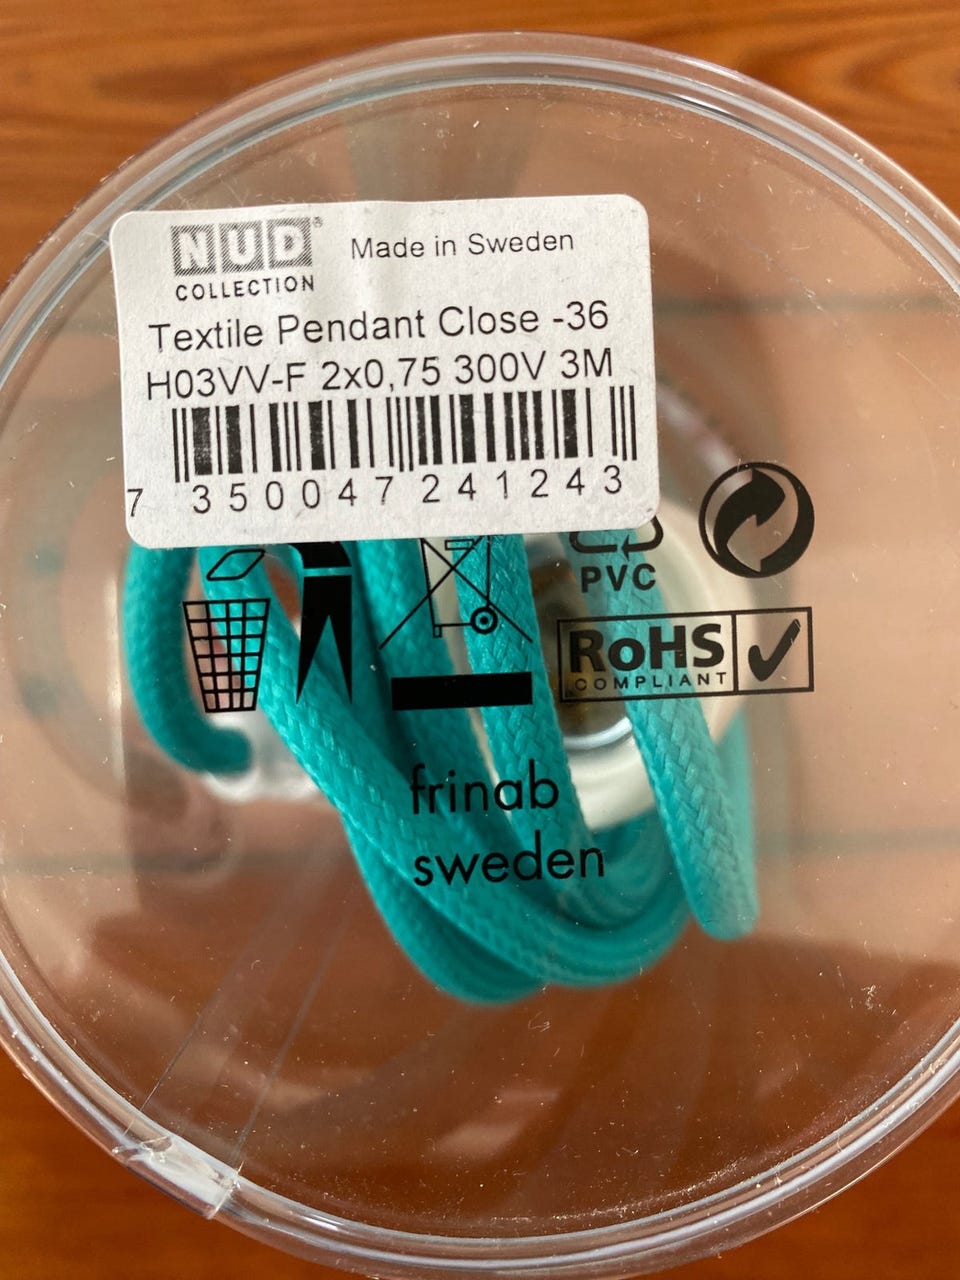 NUD®
COLLECTION
Made in Sweden
Textile Pendant Close -36
H03VV-F 2x0,75 300V 3M
7 350047 241243
PVC
RoHS
COMPLIANT
frinab
sweden